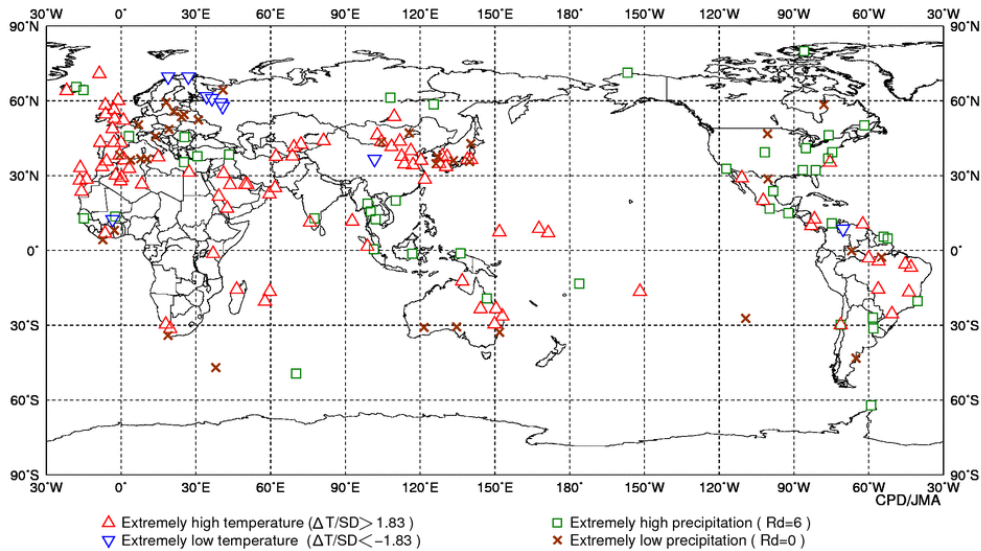 30°W 0° 30°E 60°E 90°E 120°E 150°E 180° 150°W 120°W 90°W 60°W 30°W
90°N 90°N
60°N 60°N
30°N 30°N
0° 0°
30°S 30°S
60°S 60°S
90°S 90°S
30°W 0° 30°E 60°E 90°E 120°E 150°E 180° 150°W 120°W 90°W 60°W 30°W
CPD/JMA
Extremely high temperature (ΔT/SD>1.83) Extremely high precipitation (Rd=6)
Extremely low temperature (ΔT/SD<-1.83) Extremely low precipitation (Rd=0)